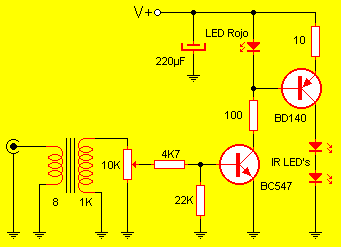 V+
LED Rojo
10
220µF
BD140
100
4K7
IR LED's
10K
BC547
22K
8
1K